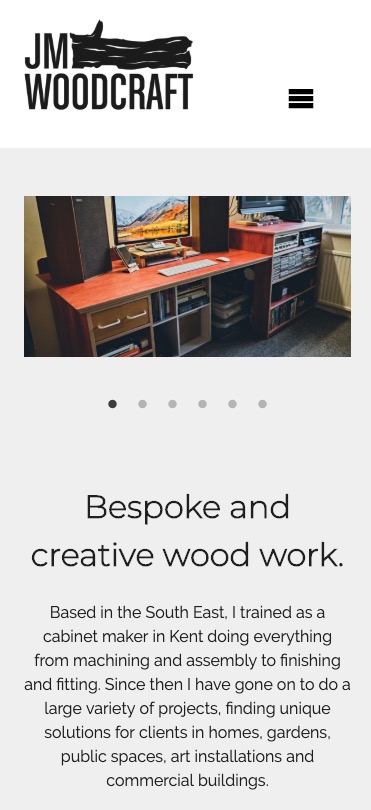 JM
WOODCRAFT
Bespoke and
creative wood work.
Based in the South East, I trained as a
cabinet maker in Kent doing everything
from machining and assembly to finishing
and fitting. Since then I have gone on to do a
large variety of projects, finding unique
solutions for clients in homes, gardens,
public spaces, art installations and
commercial buildings.